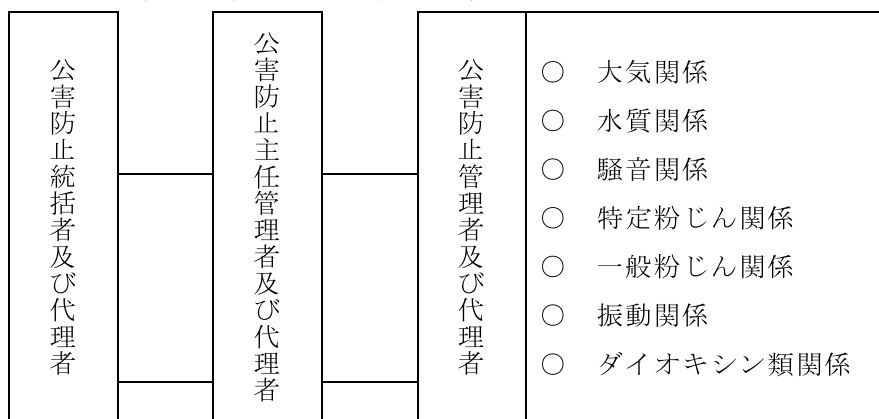 公害防止統括者及び代理者
公害防止主任管理者及び代理者
公害防止管理者及び代理者
○　大気関係
○　水質関係
○　騒音関係
○　特定粉じん関係
○　一般粉じん関係
○　振動関係
○　ダイオキシン類関係